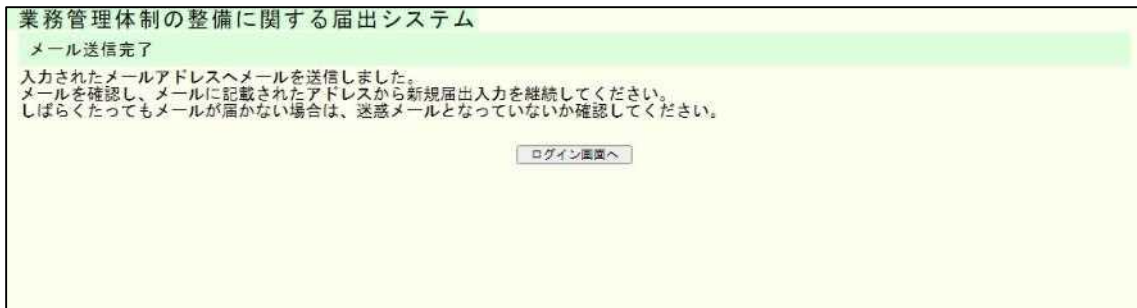 業務管理体制の整備に関する届出システム
メール送信完了
入力されたメールアドレスへメールを送信しました。
メールを確認し、メールに記載されたアドレスから新規届出入力を継続してください。
しばらくたってもメールが届かない場合は、迷惑メールとなっていないか確認してください。
ログイン画面へ